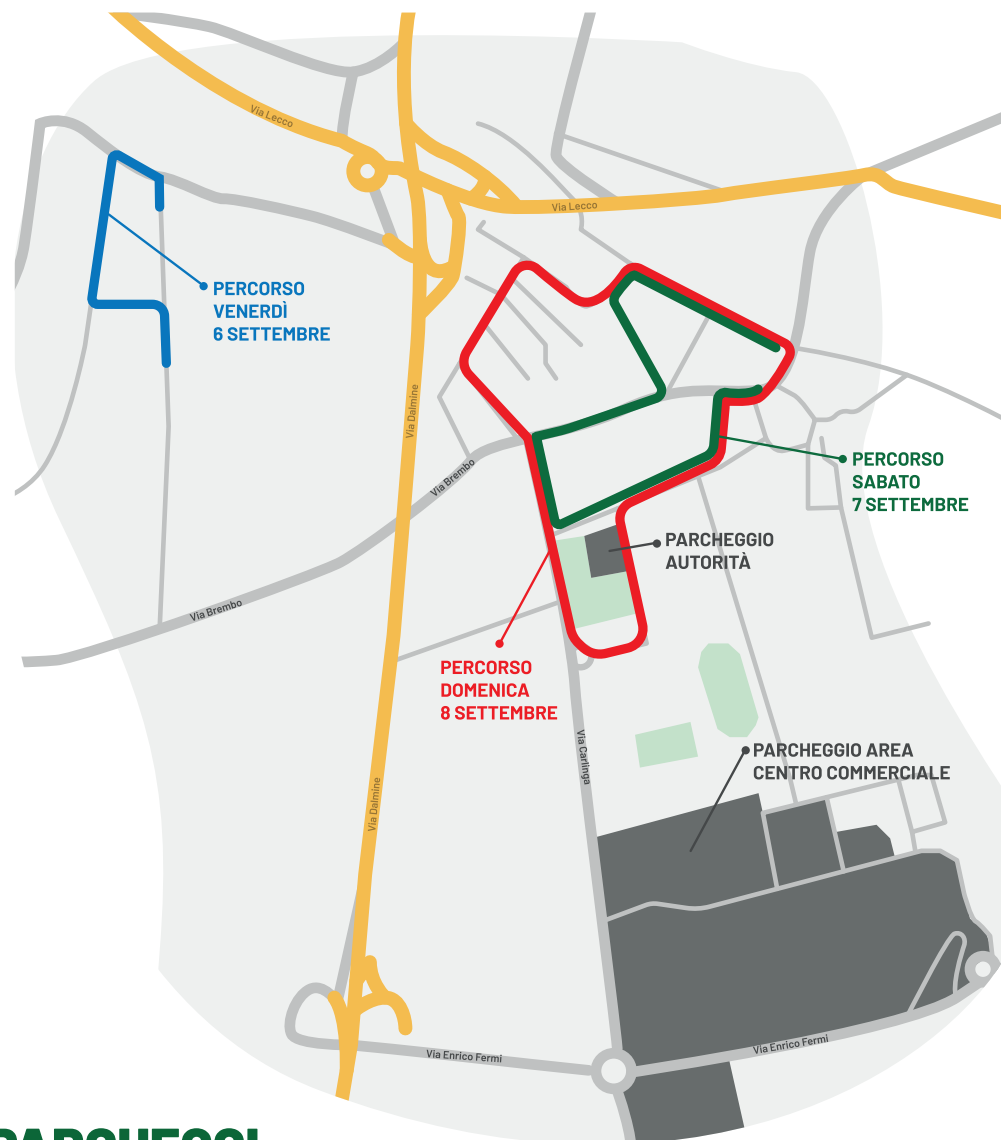 Via Lecco
Via Lecco
PERCORSO
VENERDÌ
6 SETTEMBRE
Via Dalmine
Via Brembo
PERCORSO
SABATO
7 SETTEMBRE
PARCHEGGIO
AUTORITÀ
Via Brembo
PERCORSO
DOMENICA
8 SETTEMBRE
Via Carlinga
PARCHEGGIO AREA
CENTRO COMMERCIALE
Via Dalmine
Via Enrico Fermi
Via Enrico Fermi